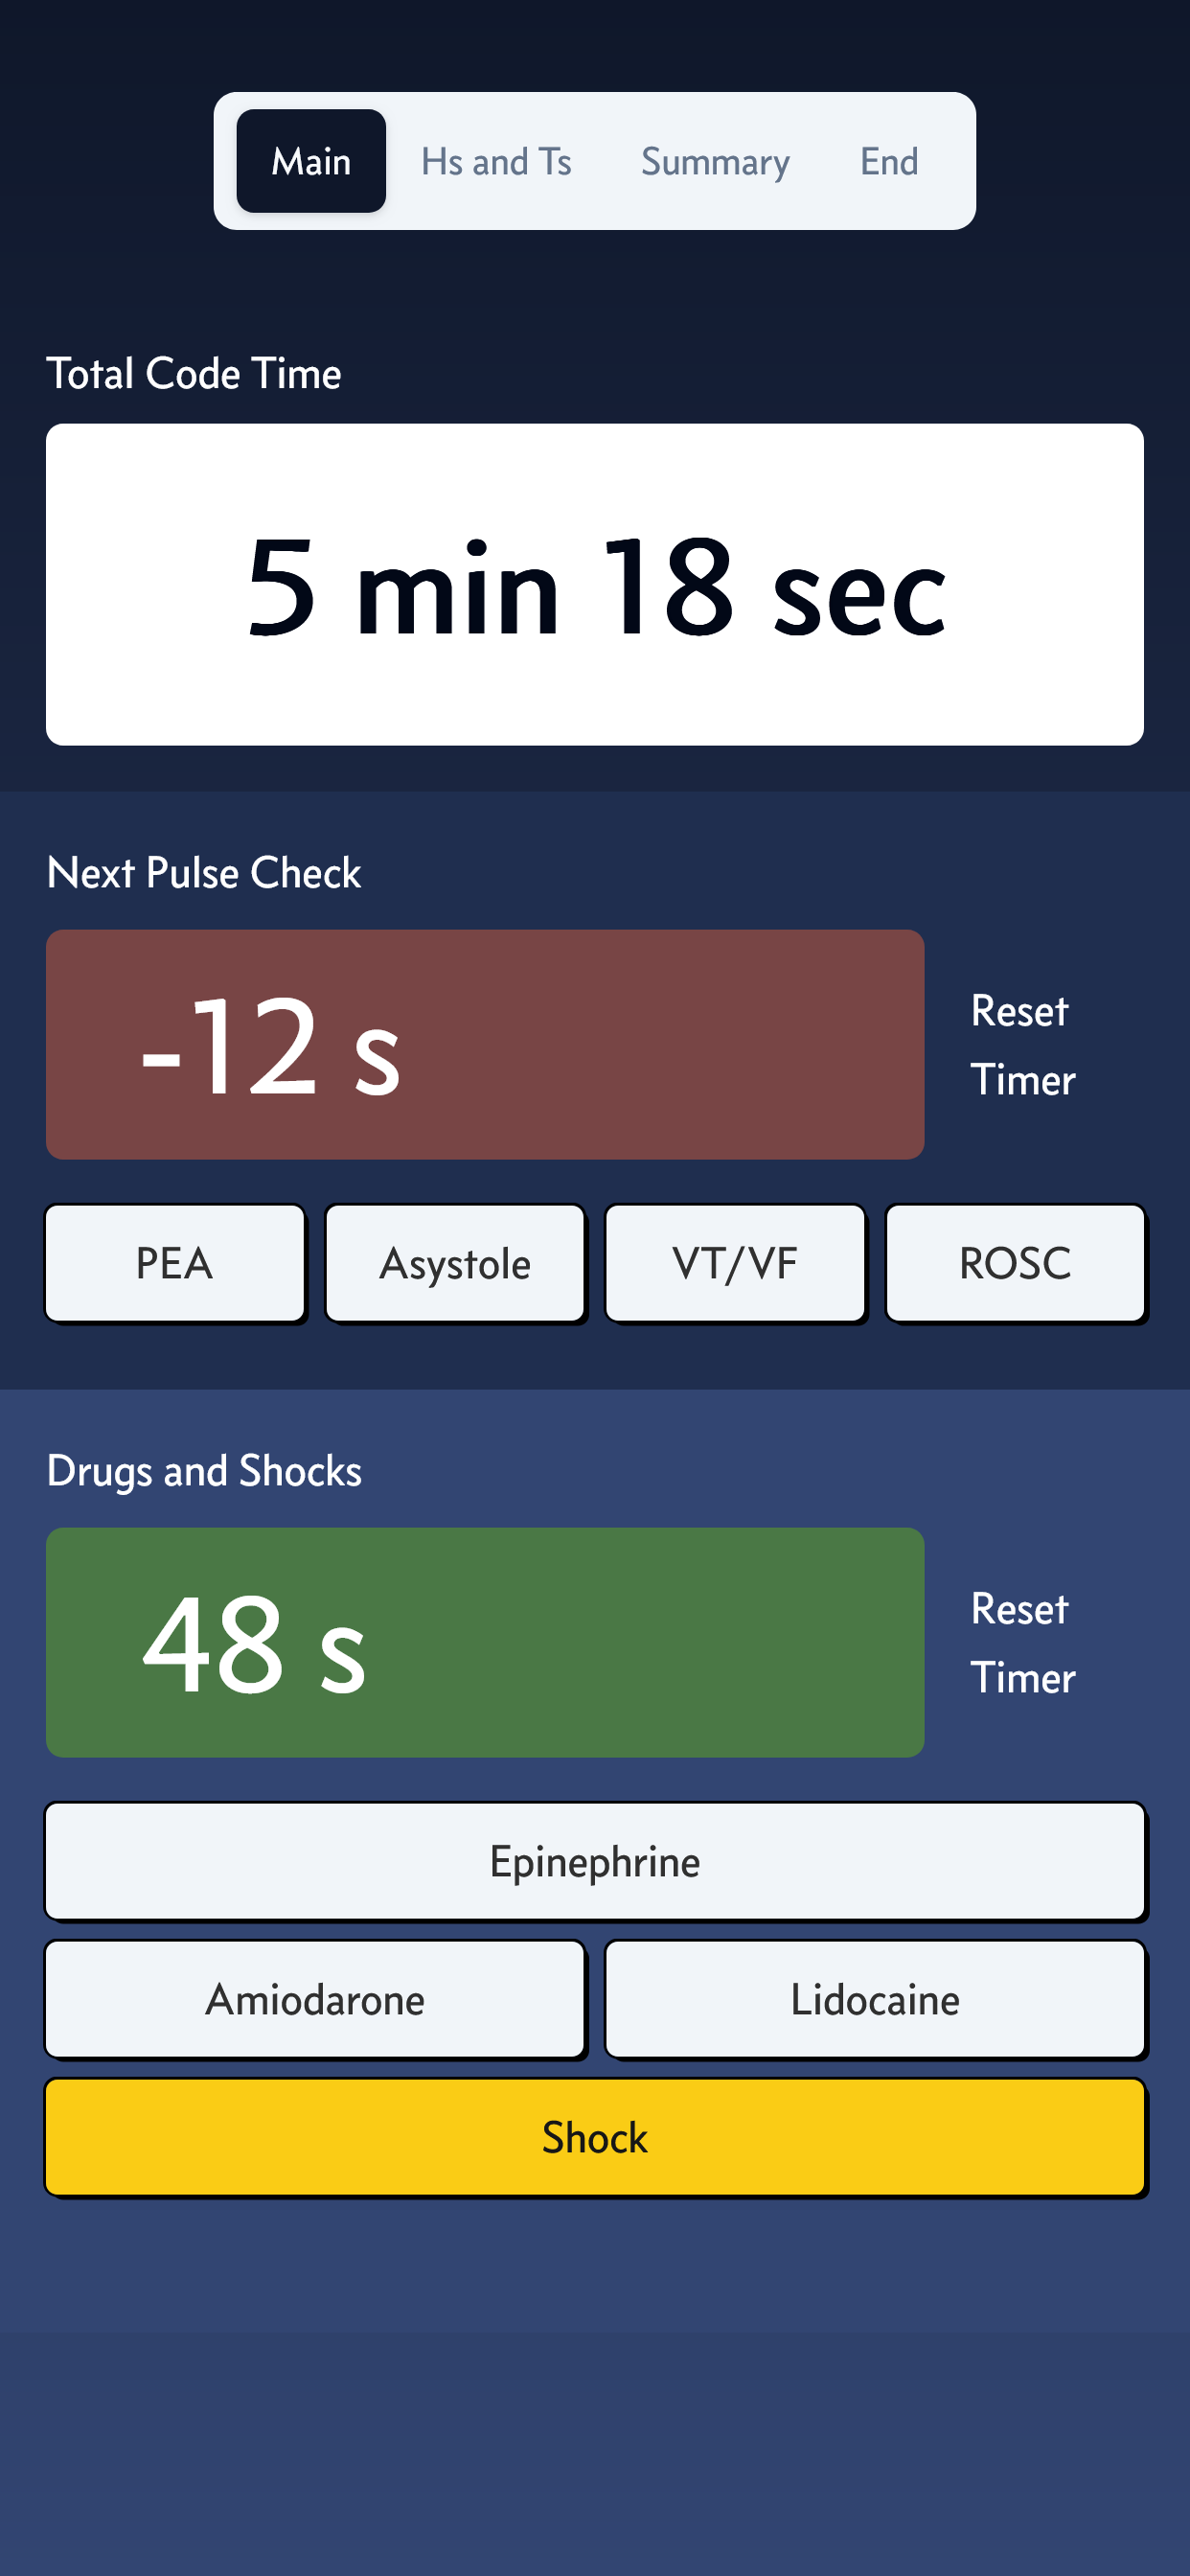 Main Hs and Ts Summary End
Total Code Time
5 min 18 sec
Next Pulse Check
-12 s
Reset
Timer
PEA Asystole VT/VF ROSC
Drugs and Shocks
48 s
Reset
Timer
Epinephrine
Amiodarone Lidocaine
Shock